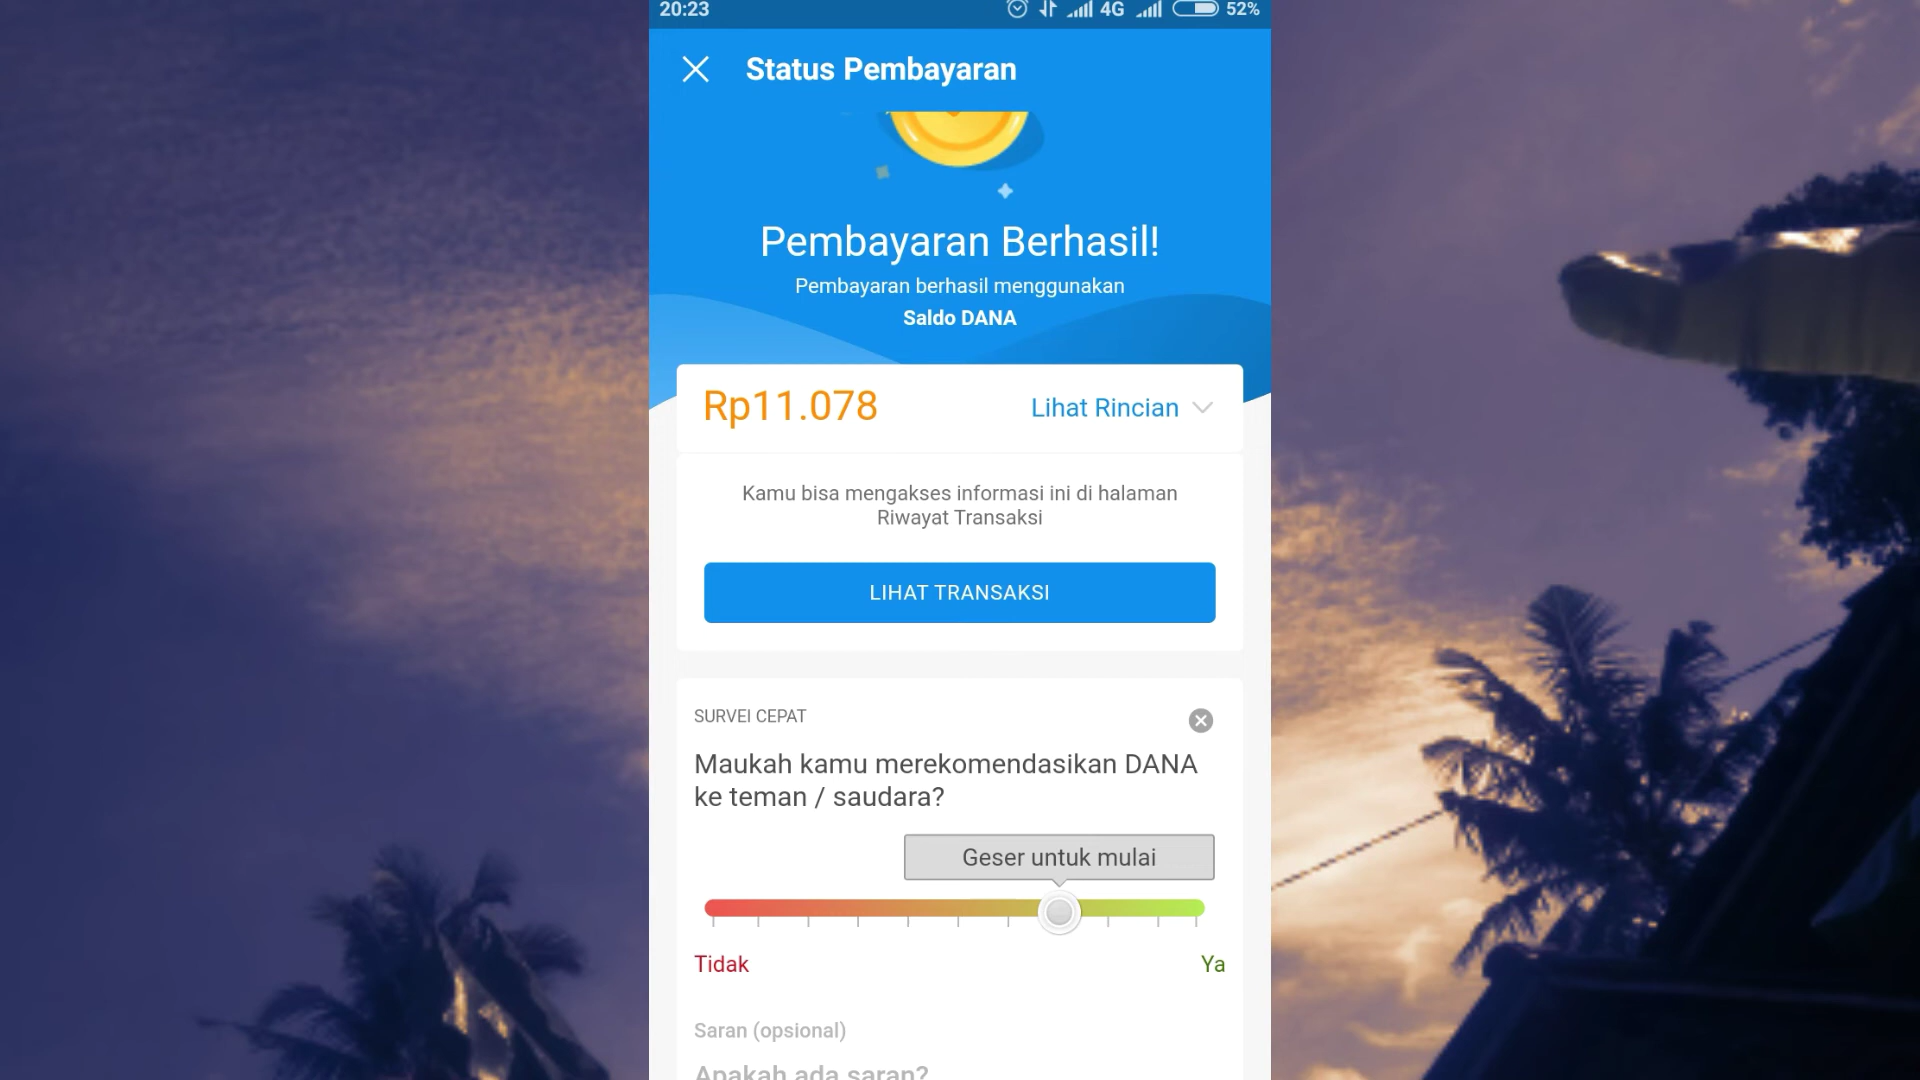 20:23
4G
52%
Status Pembayaran
Pembayaran Berhasil!
Pembayaran berhasil menggunakan
Saldo DANA
Rp11.078
Lihat Rincian
Kamu bisa mengakses informasi ini di halaman
Riwayat Transaksi
LIHAT TRANSAKSI
SURVEI CEPAT
Maukah kamu merekomendasikan DANA
ke teman / saudara?
Geser untuk mulai
Tidak
Ya
Saran (opsional)
Apakah ada saran?